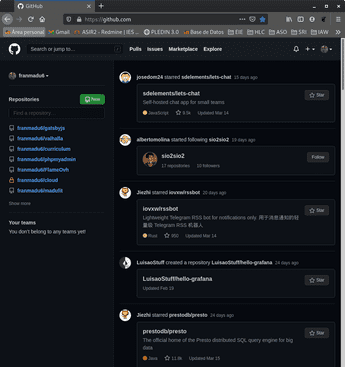 GitHub
https://github.com
Área personal
Gmail
ASIR2 - Redmine | IES ...
PLEDIN 3.0
Base de Datos
EIE
HLC
ASO
SRI
IAW
Search or jump to...
Pull requests Issues Marketplace Explore
franmadu6
Repositories
New
Find a repository...
franmadu6/gatsbyjs
franmadu6/valhalla
franmadu6/curriculum
franmadu6/phpmyadmin
franmadu6/FlameOvh
franmadu6/cloud
franmadu6/madu6t
Show more
Your teams
You don't belong to any teams yet!
josedom24 starred sdelements/lets-chat 19 days ago
sdelements/lets-chat
Star
Self-hosted chat app for small teams
JavaScript 9.5k Updated Mar 14
albertomolina started following sio2sio2 19 days ago
sio2sio2
Follow
17 repositories 10 followers
Jiezhi starred iovxw/rssbot 20 days ago
iovxw/rssbot
Star
Lightweight Telegram RSS bot for notifications only. 用于消息通知的轻
量级 Telegram RSS 机器人
Rust 955 Updated Mar 14
LuisaoStuff created a repository LuisaoStuff/hello-grafana 24 days ago
LuisaoStuff/hello-grafana
Star
Updated Feb 19
Jiezhi starred prestodb/presto 24 days ago
prestodb/presto
Star
The official home of the Presto distributed SQL query engine for big
data
Java 11.8k Updated Mar 15